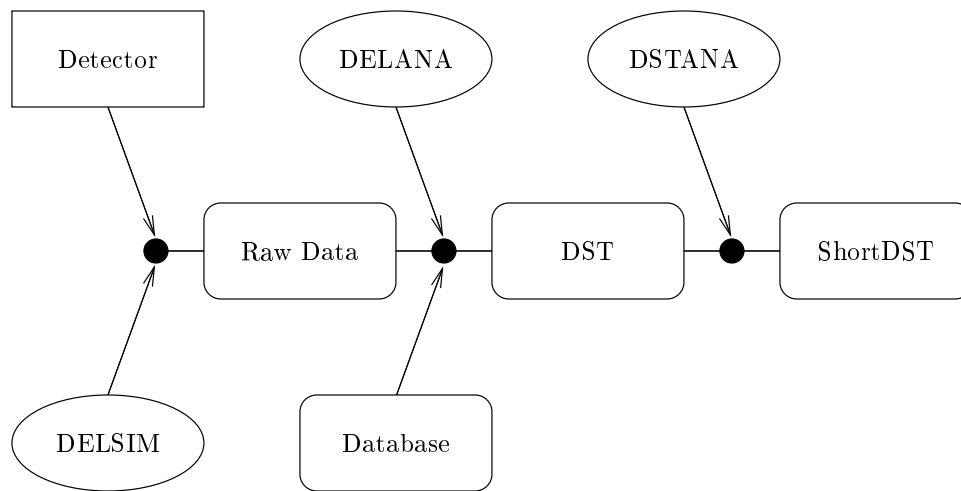 Detector
DELANA
DSTANA
Raw Data
DST
ShortDST
DELSIM
Database